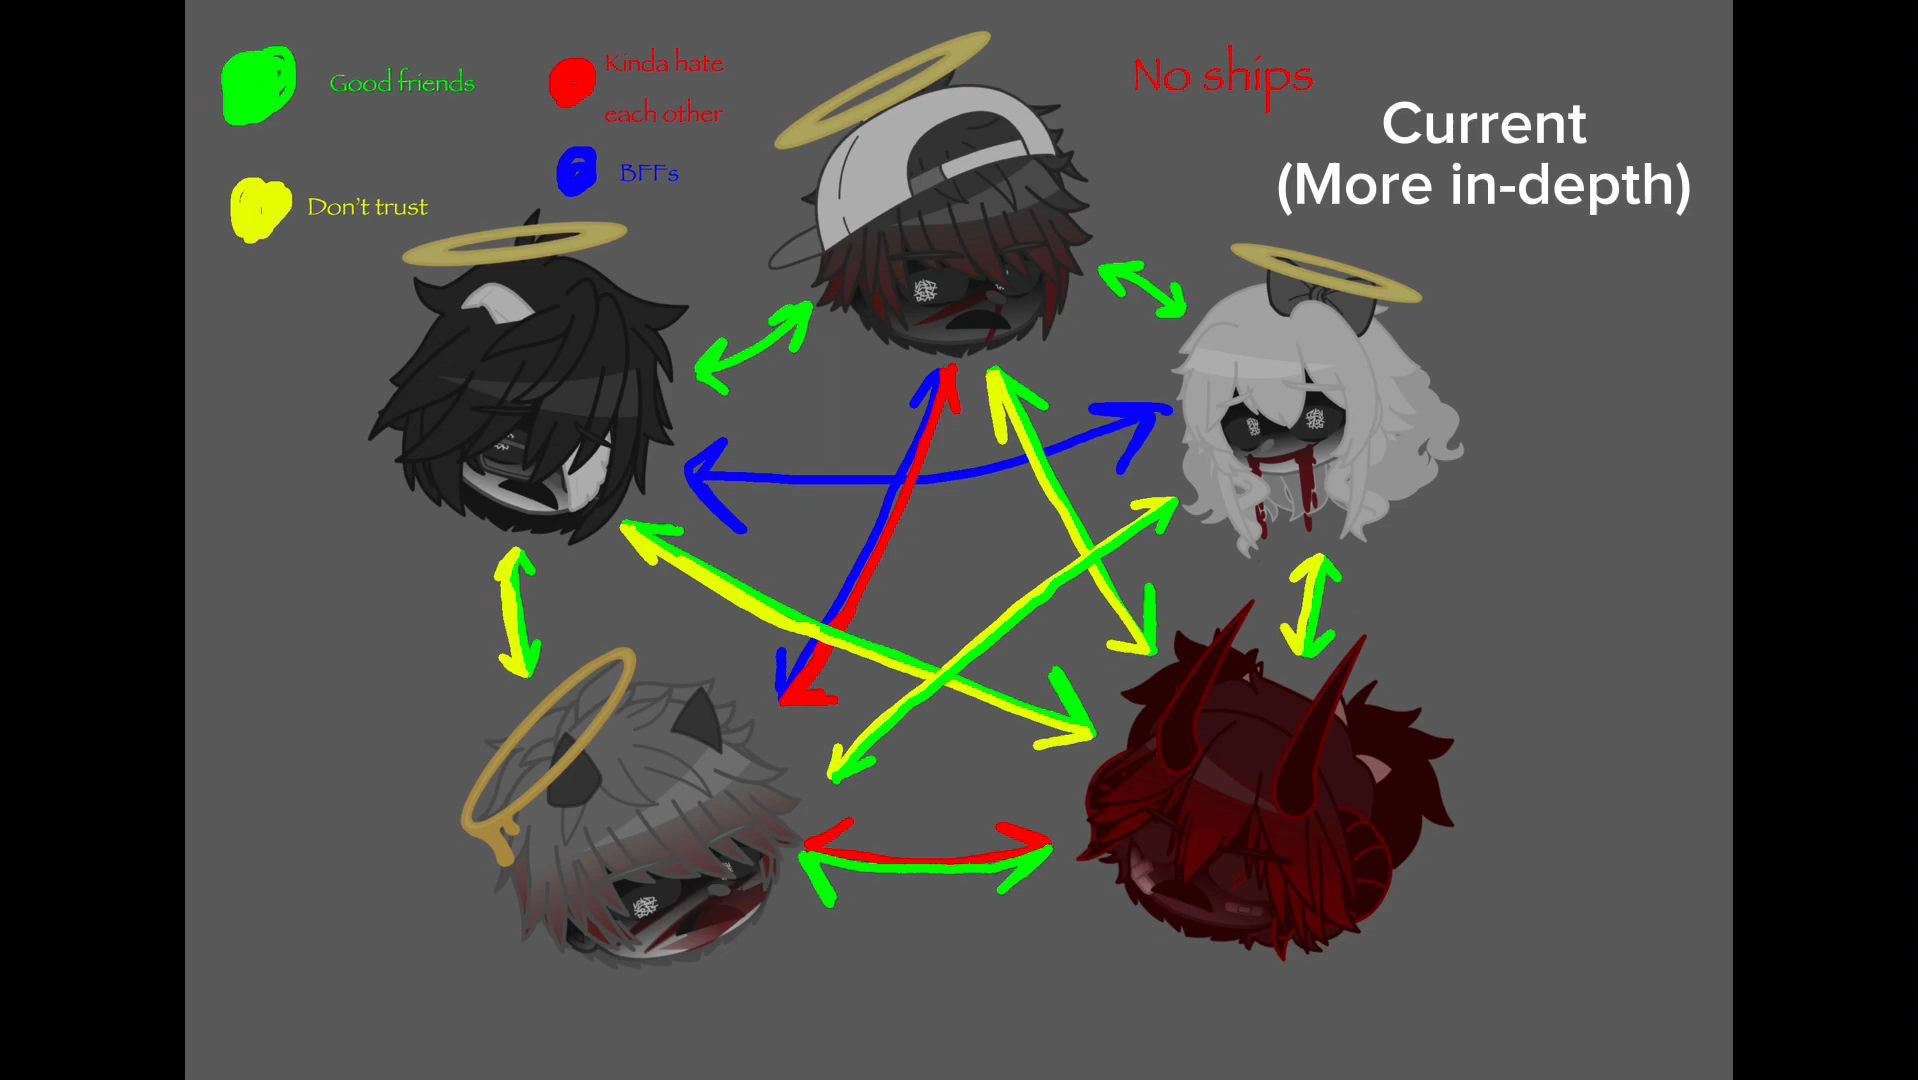 Good friends
Kinda hate
each other
Don't trust
BFFs
No ships
Current
(More in-depth)